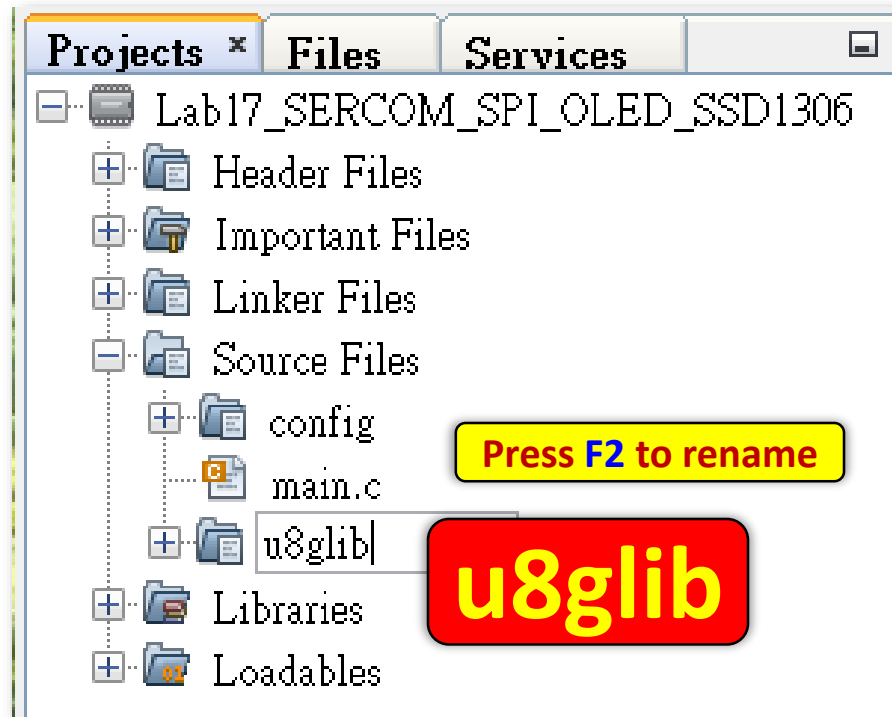 Projects × Files Services
Lab17_SERCOM_SPI_OLED_SSD1306
Header Files
Important Files
Linker Files
Source Files
config
Press F2 to rename
main.c
u8glib
u8glib
Libraries
Loadables